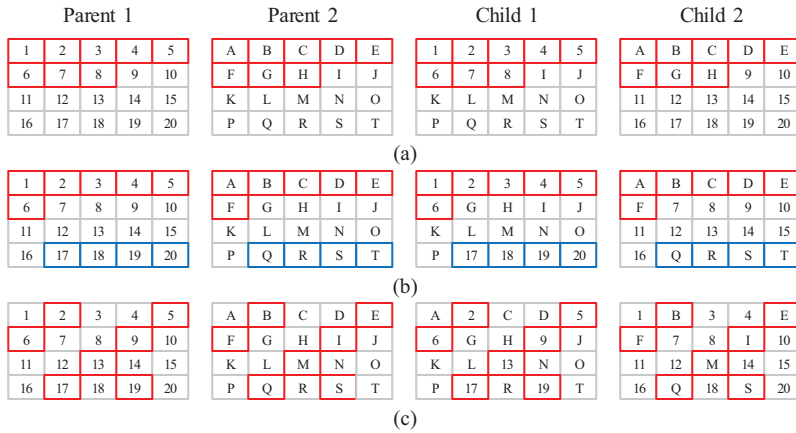 Parent 1 Parent 2 Child 1 Child 2
1 2 3 4 5 A B C D E 1 2 3 4 5 A B C D E
6 7 8 9 10 F G H I J 6 7 8 I J F G H 9 10
11 12 13 14 15 K L M N O K L M N O 11 12 13 14 15
16 17 18 19 20 P Q R S T P Q R S T 16 17 18 19 20
(a)
1 2 3 4 5 A B C D E 1 2 3 4 5 A B C D E
6 7 8 9 10 F G H I J 6 G H I J F 7 8 9 10
11 12 13 14 15 K L M N O K L M N O 11 12 13 14 15
16 17 18 19 20 P Q R S T P 17 18 19 20 16 Q R S T
(b)
1 2 3 4 5 A B C D E A 2 C D 5 1 B 3 4 E
6 7 8 9 10 F G H I J 6 G H 9 J F 7 8 I 10
11 12 13 14 15 K L M N O K L 13 N O 11 12 M 14 15
16 17 18 19 20 P Q R S T P 17 R 19 T 16 Q 18 S 20
(c)